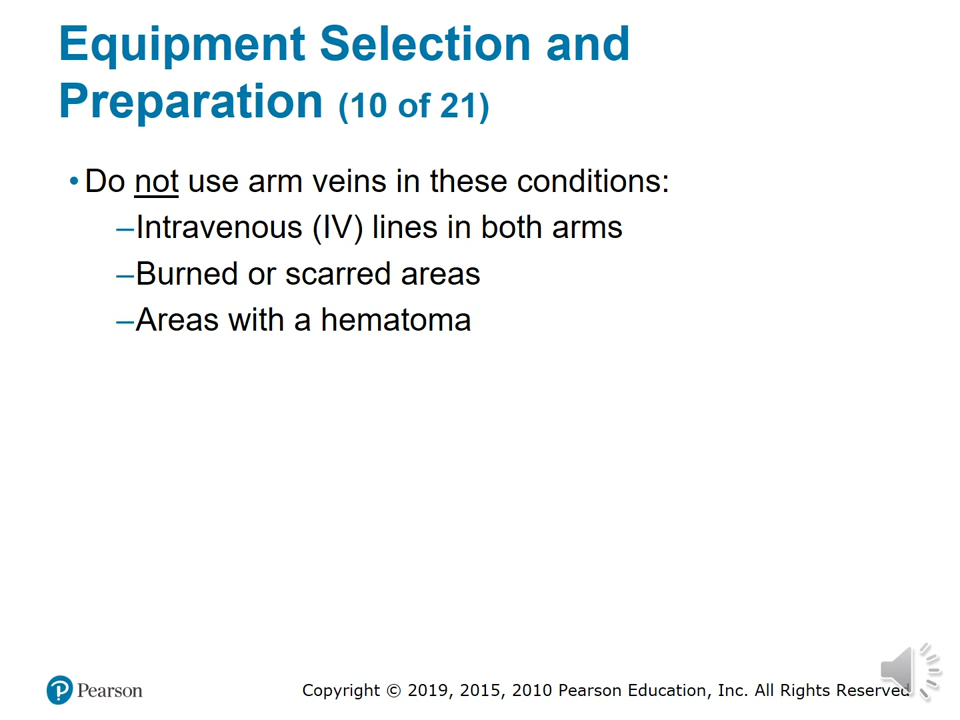 Equipment Selection and
Preparation (10 of 21)
• Do not use arm veins in these conditions:
–Intravenous (IV) lines in both arms
–Burned or scarred areas
–Areas with a hematoma
Pearson
Copyright © 2019, 2015, 2010 Pearson Education, Inc. All Rights Reserved